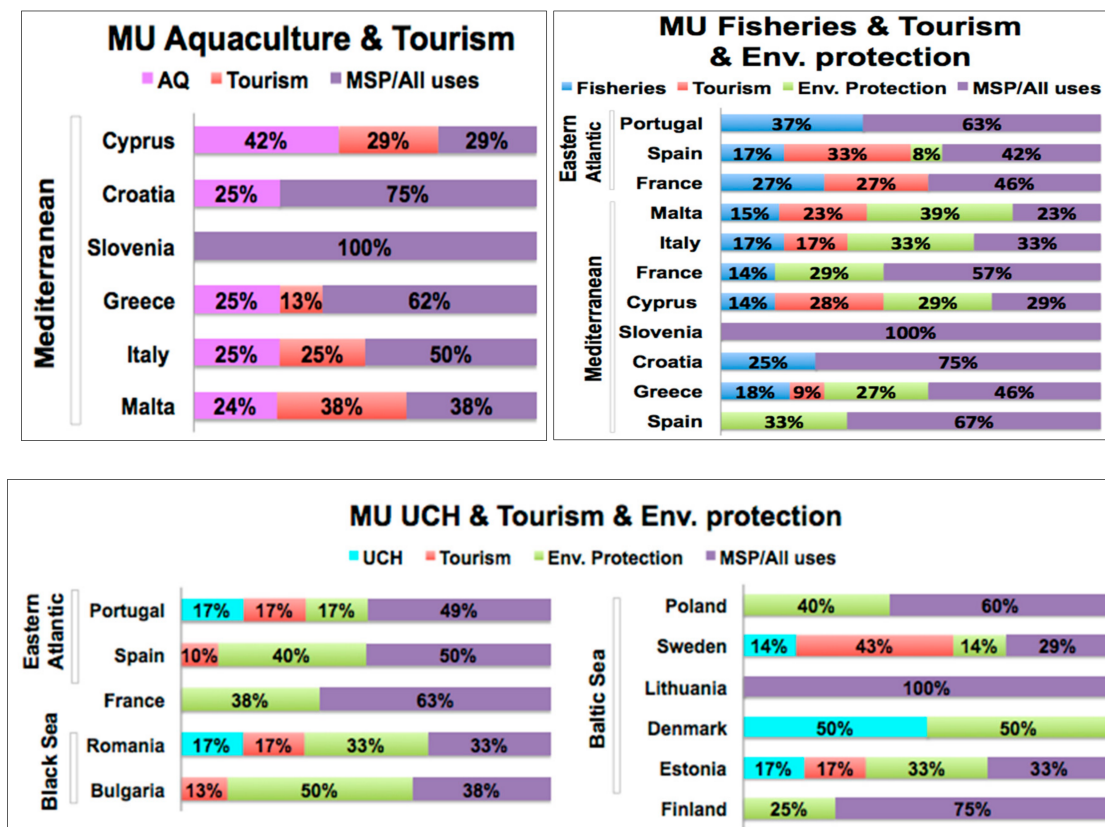 MU Aquaculture & Tourism
AQ Tourism MSP/All uses
Mediterranean
Cyprus 42% 29% 29%
Croatia 25% 75%
Slovenia 100%
Greece 25% 13% 62%
Italy 25% 25% 50%
Malta 24% 38% 38%
MU Fisheries & Tourism
& Env. protection
Fisheries Tourism Env. Protection MSP/All uses
Eastern
Atlantic
Portugal 37% 63%
Spain 17% 33% 8% 42%
France 27% 27% 46%
Mediterranean
Malta 15% 23% 39% 23%
Italy 17% 17% 33% 33%
France 14% 29% 57%
Cyprus 14% 28% 29% 29%
Slovenia 100%
Croatia 25% 75%
Greece 18% 9% 27% 46%
Spain 33% 67%
MU UCH & Tourism & Env. protection
UCH Tourism Env. Protection MSP/All uses
Eastern
Atlantic
Portugal 17% 17% 17% 49%
Spain 10% 40% 50%
France 38% 63%
Black Sea
Romania 17% 17% 33% 33%
Bulgaria 13% 50% 38%
Baltic Sea
Poland 40% 60%
Sweden 14% 43% 14% 29%
Lithuania 100%
Denmark 50% 50%
Estonia 17% 17% 33% 33%
Finland 25% 75%